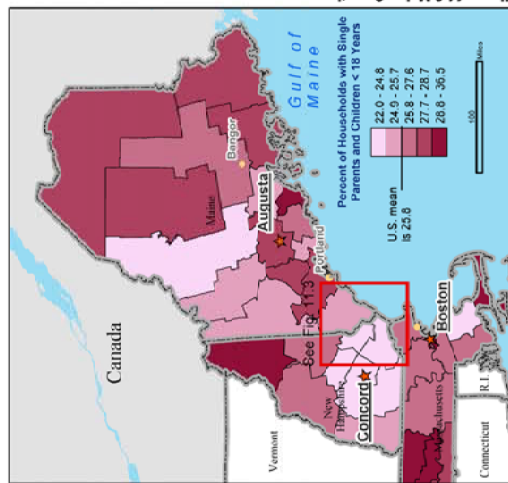 Canada
Maine
Bangor
Augusta
Portland
See Fig. 11.3
Gulf of
Maine
Vermont
New
Hampshire
Concord
Boston
Massachusetts
Connecticut
R.I.
Percent of Households with Single
Parents and Children < 18 Years
22.0 - 24.8
24.9 - 25.7
25.8 - 27.6
27.7 - 28.7
28.8 - 36.5
U.S. mean
is 25.8
100
Miles